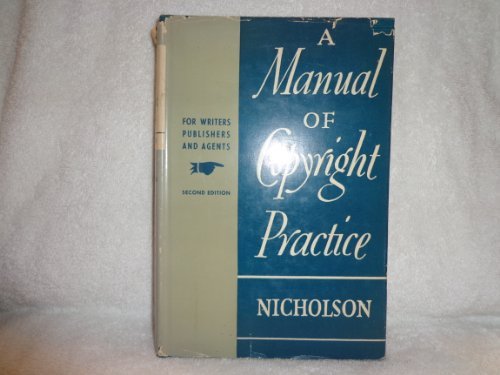 FOR WRITERS
PUBLISHERS
AND AGENTS
SECOND EDITION
A
Manual
OF
Copyright
Practice
NICHOLSON